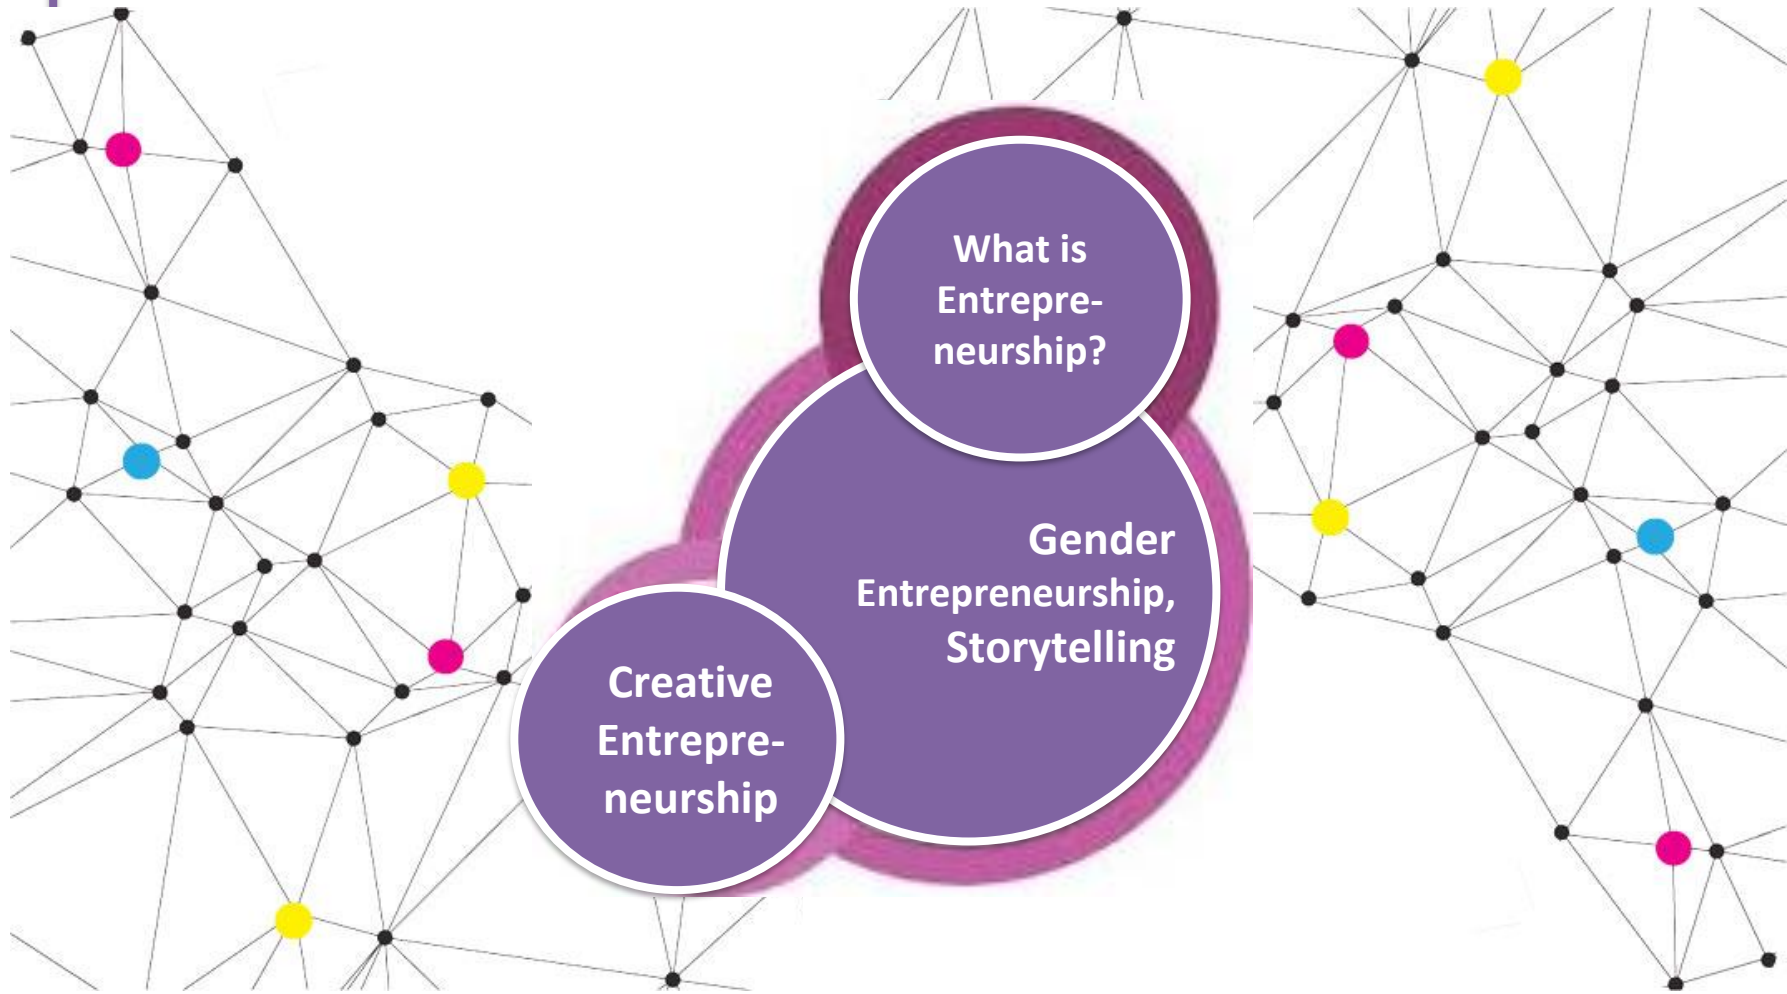 What is
Entrepre-
neurship?
Gender
Entrepreneurship,
Storytelling
Creative
Entrepre-
neurship